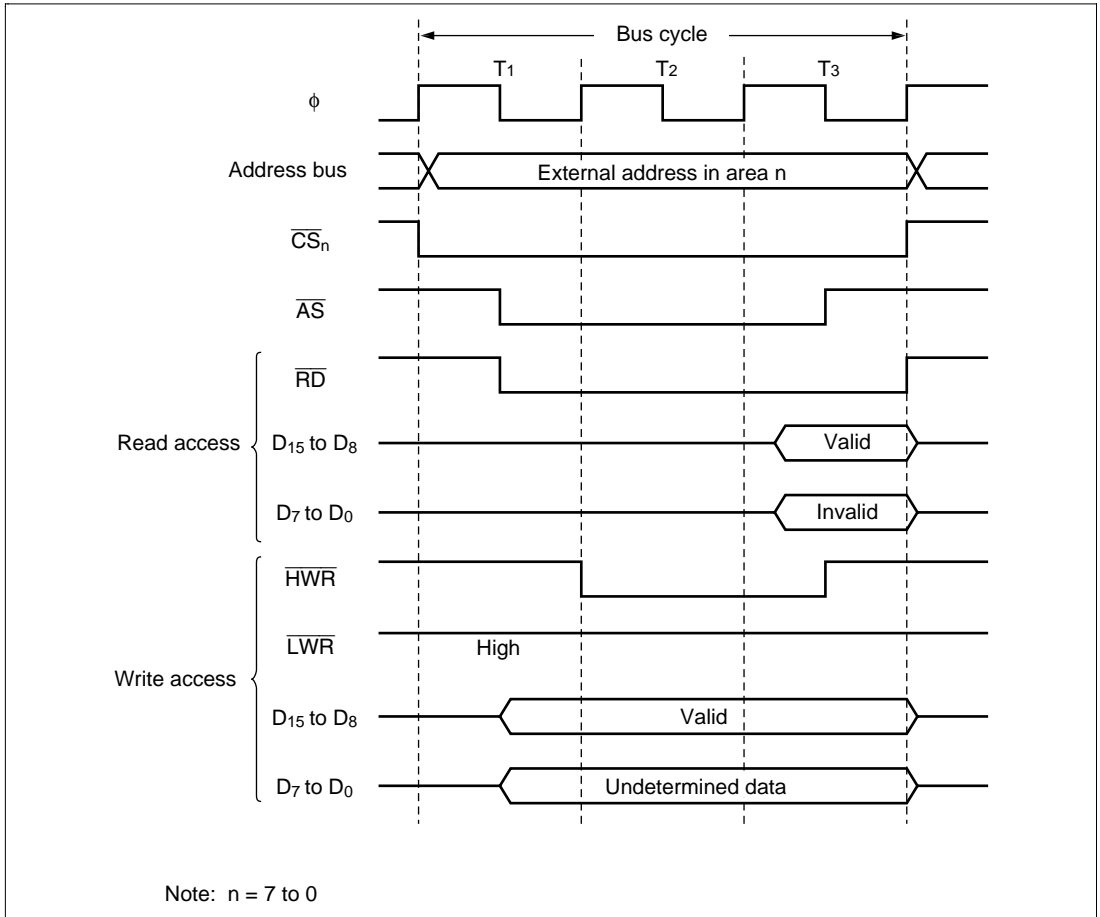 Bus cycle
T1 T2 T3
ϕ
Address bus External address in area n
CSn
AS
RD
Read access D15 to D8 Valid
D7 to D0 Invalid
HWR
LWR High
Write access
D15 to D8 Valid
D7 to D0 Undetermined data
Note: n = 7 to 0